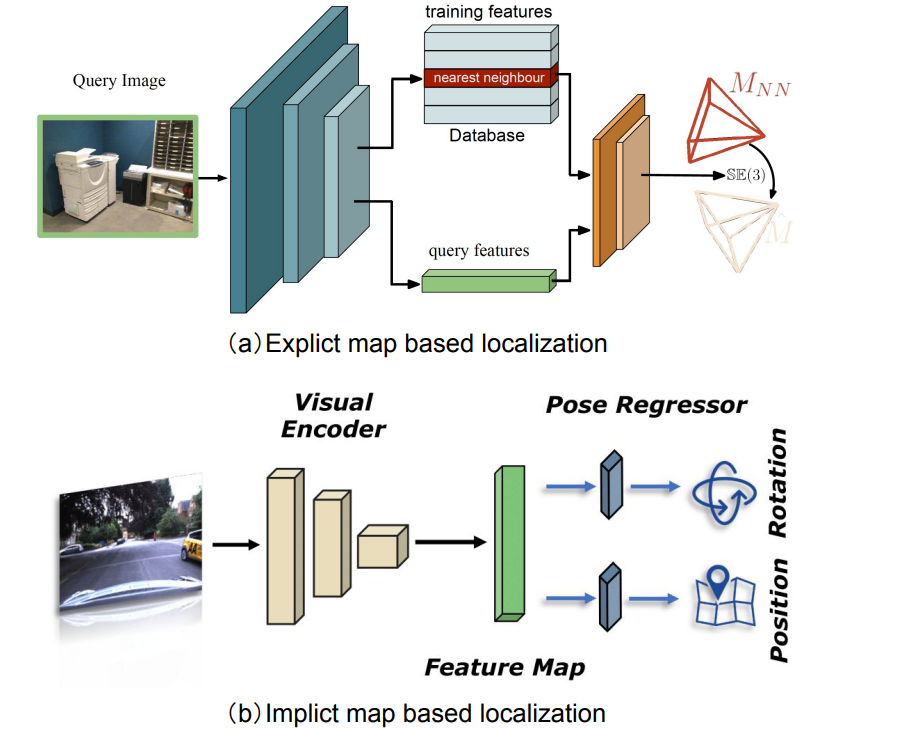 training features
Query Image
nearest neighbour
Database
M_{NN}
𝕊𝔼(3)
M̂
query features
（a）Explict map based localization
Visual
Encoder
Pose Regressor
Rotation
Position
Feature Map
（b）Implict map based localization